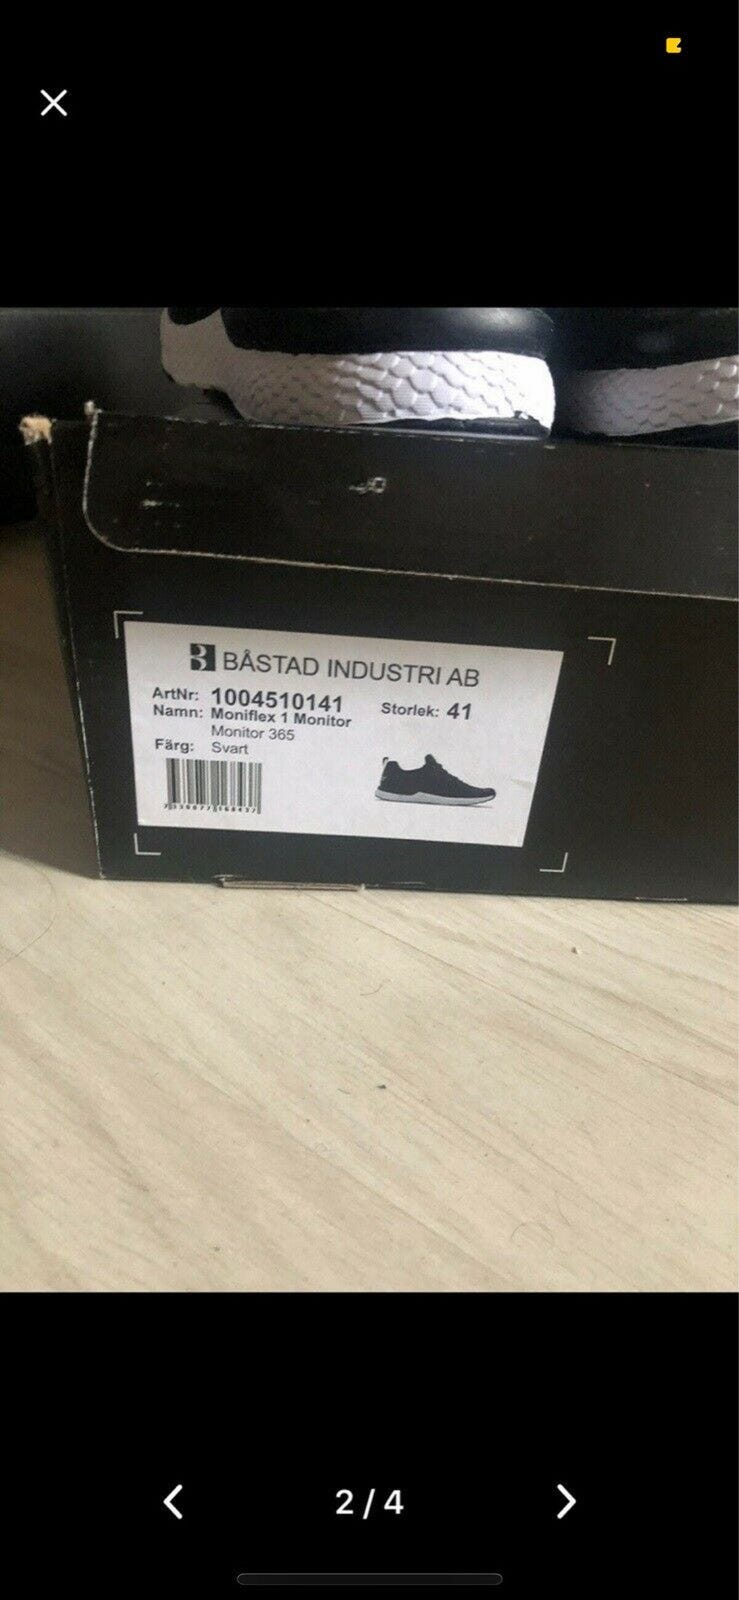 BÅSTAD INDUSTRI AB
ArtNr: 1004510141 Storlek: 41
Namn: Moniflex 1 Monitor
Monitor 365
Färg: Svart
2 / 4